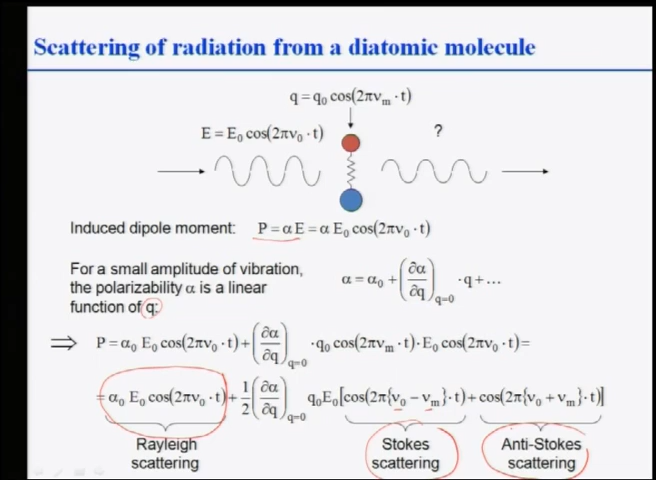 Scattering of radiation from a diatomic molecule
q = q₀ cos(2πν_m · t)
E = E₀ cos(2πν₀ · t)
?
Induced dipole moment: P = α E = α E₀ cos(2πν₀ · t)
For a small amplitude of vibration,
the polarizability α is a linear
function of q:
α = α₀ + (∂α/∂q)_{q=0} · q + ...
⇒ P = α₀ E₀ cos(2πν₀ · t) + (∂α/∂q)_{q=0} · q₀ cos(2πν_m · t) · E₀ cos(2πν₀ · t) =
= α₀ E₀ cos(2πν₀ · t) + 1/2 (∂α/∂q)_{q=0} q₀E₀[cos(2π{ν₀ − ν_m} · t) + cos(2π{ν₀ + ν_m} · t)]
Rayleigh scattering
Stokes scattering
Anti-Stokes scattering